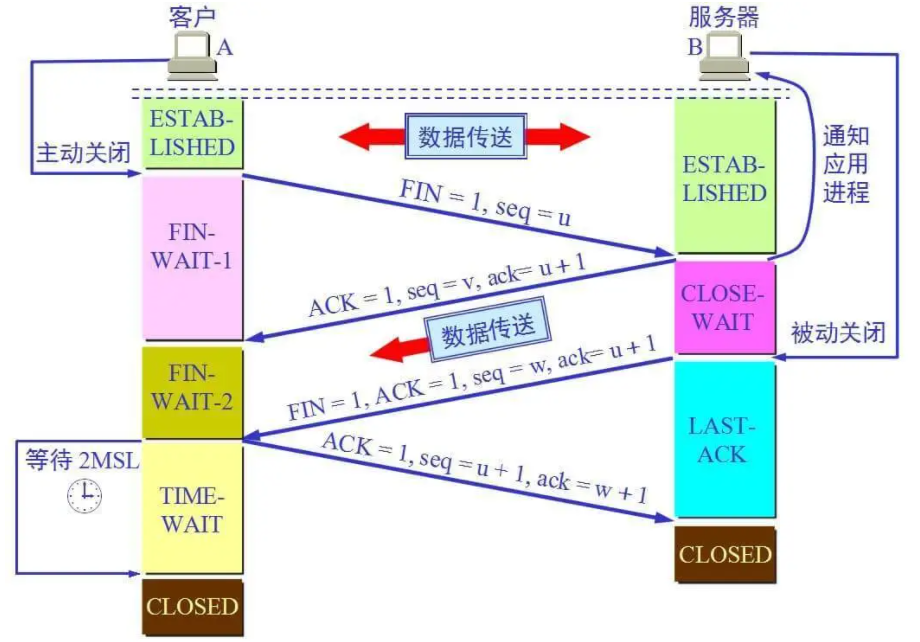 客户
服务器
A
B
ESTAB-
LISHED
数据传送
通知
应用
进程
主动关闭
ESTAB-
LISHED
FIN = 1, seq = u
FIN-
WAIT-1
ACK = 1, seq = v, ack= u + 1
CLOSE-
WAIT
数据传送
被动关闭
FIN-
WAIT-2
FIN = 1, ACK = 1, seq = w, ack= u + 1
LAST-
ACK
ACK = 1, seq = u + 1, ack = w + 1
等待 2MSL
TIME-
WAIT
CLOSED
CLOSED